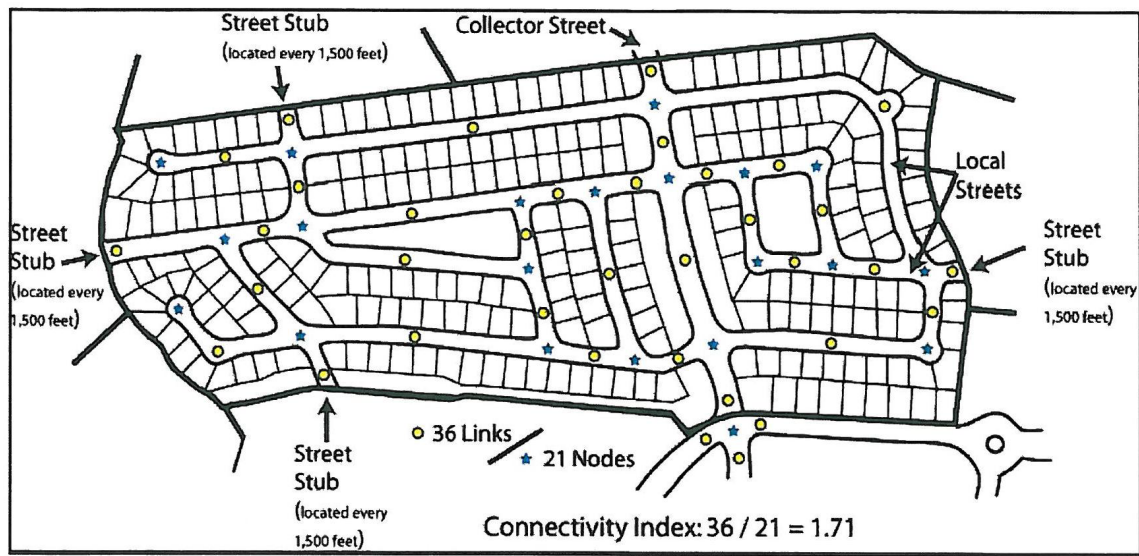 Street Stub
(located every 1,500 feet)
Collector Street
Local
Streets
Street
Stub
(located every
1,500 feet)
Street
Stub
(located every
1,500 feet)
Street
Stub
(located every
1,500 feet)
36 Links
21 Nodes
Connectivity Index: 36 / 21 = 1.71